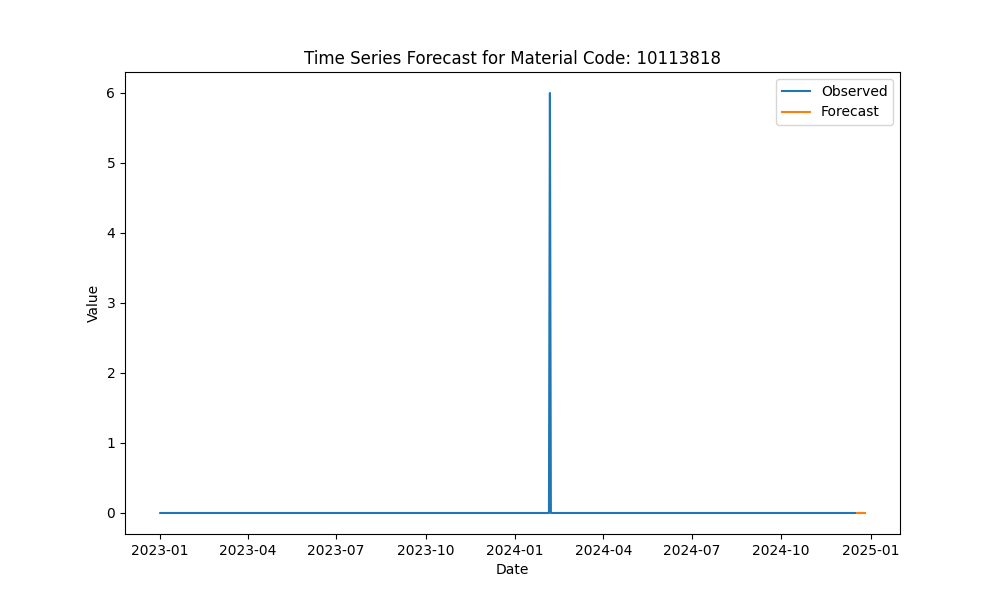 Time Series Forecast for Material Code: 10113818
Observed
Forecast
6
5
4
3
2
1
0
Value
2023-01 2023-04 2023-07 2023-10 2024-01 2024-04 2024-07 2024-10 2025-01
Date